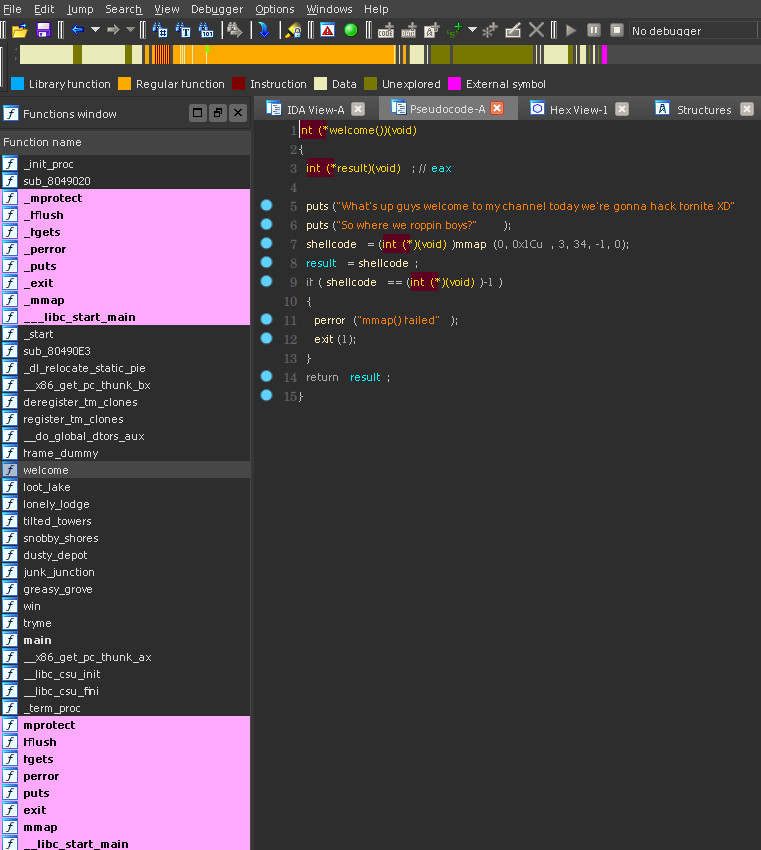 File Edit Jump Search View Debugger Options Windows Help
No debugger
Library function Regular function Instruction Data Unexplored External symbol
Functions window
IDA View-A Pseudocode-A Hex View-1 Structures
Function name
_init_proc
sub_8049020
_mprotect
_fflush
_fgets
_perror
_puts
_exit
_mmap
___libc_start_main
_start
sub_80490E3
_dl_relocate_static_pie
__x86_get_pc_thunk_bx
deregister_tm_clones
register_tm_clones
__do_global_dtors_aux
frame_dummy
welcome
loot_lake
lonely_lodge
tilted_towers
snobby_shores
dusty_depot
junk_junction
greasy_grove
win
tryme
main
__x86_get_pc_thunk_ax
__libc_csu_init
__libc_csu_fini
_term_proc
mprotect
fflush
fgets
perror
puts
exit
mmap
__libc_start_main
1 int (*welcome())(void)
2 {
3 int (*result)(void) ; // eax
4
5 puts ("What's up guys welcome to my channel today we're gonna hack fornite XD"
6 puts ("So where we roppin boys?" );
7 shellcode = (int (*)(void) )mmap (0, 0x1Cu , 3, 34, -1, 0);
8 result = shellcode ;
9 if ( shellcode == (int (*)(void) )-1 )
10 {
11 perror ("mmap() failed" );
12 exit (1);
13 }
14 return result ;
15 }